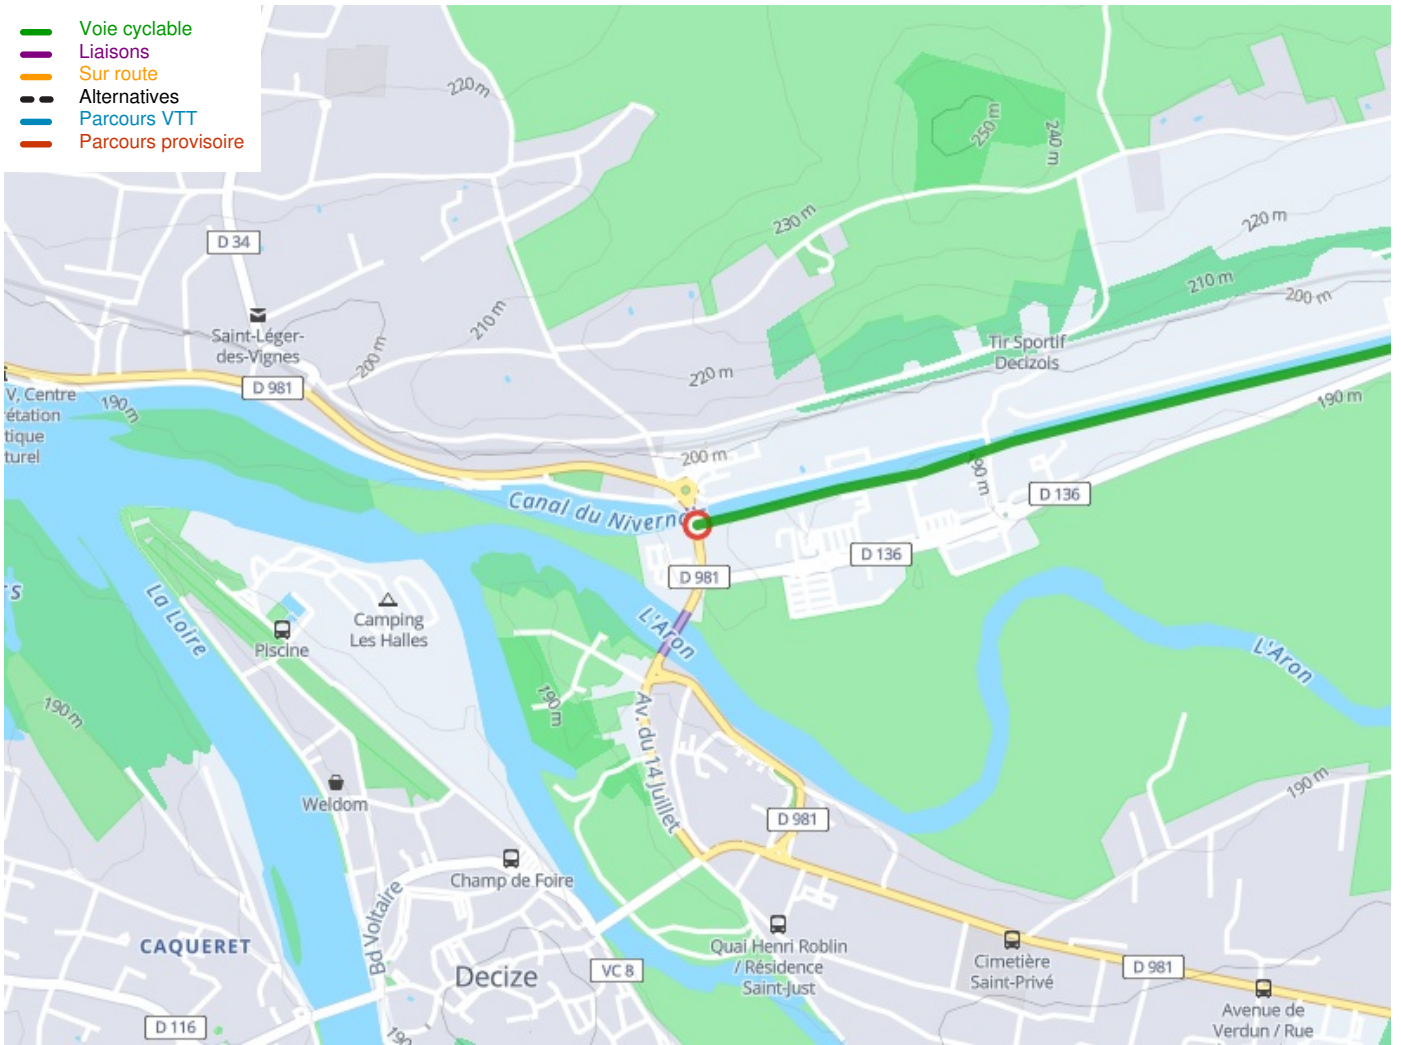 Voie cyclable
Liaisons
Sur route
Alternatives
Parcours VTT
Parcours provisoire
220 m
250 m
240 m
230 m
220 m
D 34
210 m
200 m
210 m
Saint-Léger-
des-Vignes
200 m
Tir Sportif
Decizois
220 m
D 981
V, Centre
rétation
tique
turel
190 m
190 m
200 m
190 m
D 136
Canal du Niverna
D 136
D 981
La Loire
Camping
Les Halles
L'Aron
L'Aron
Piscine
190 m
190 m
Av. du 14 Juillet
190 m
Weldom
D 981
Champ de Foire
Bd Voltaire
CAQUERET
Quai Henri Roblin
/ Résidence
Saint-Just
Cimetière
Saint-Privé
D 981
Decize
VC 8
D 116
190
Avenue de
Verdun / Rue